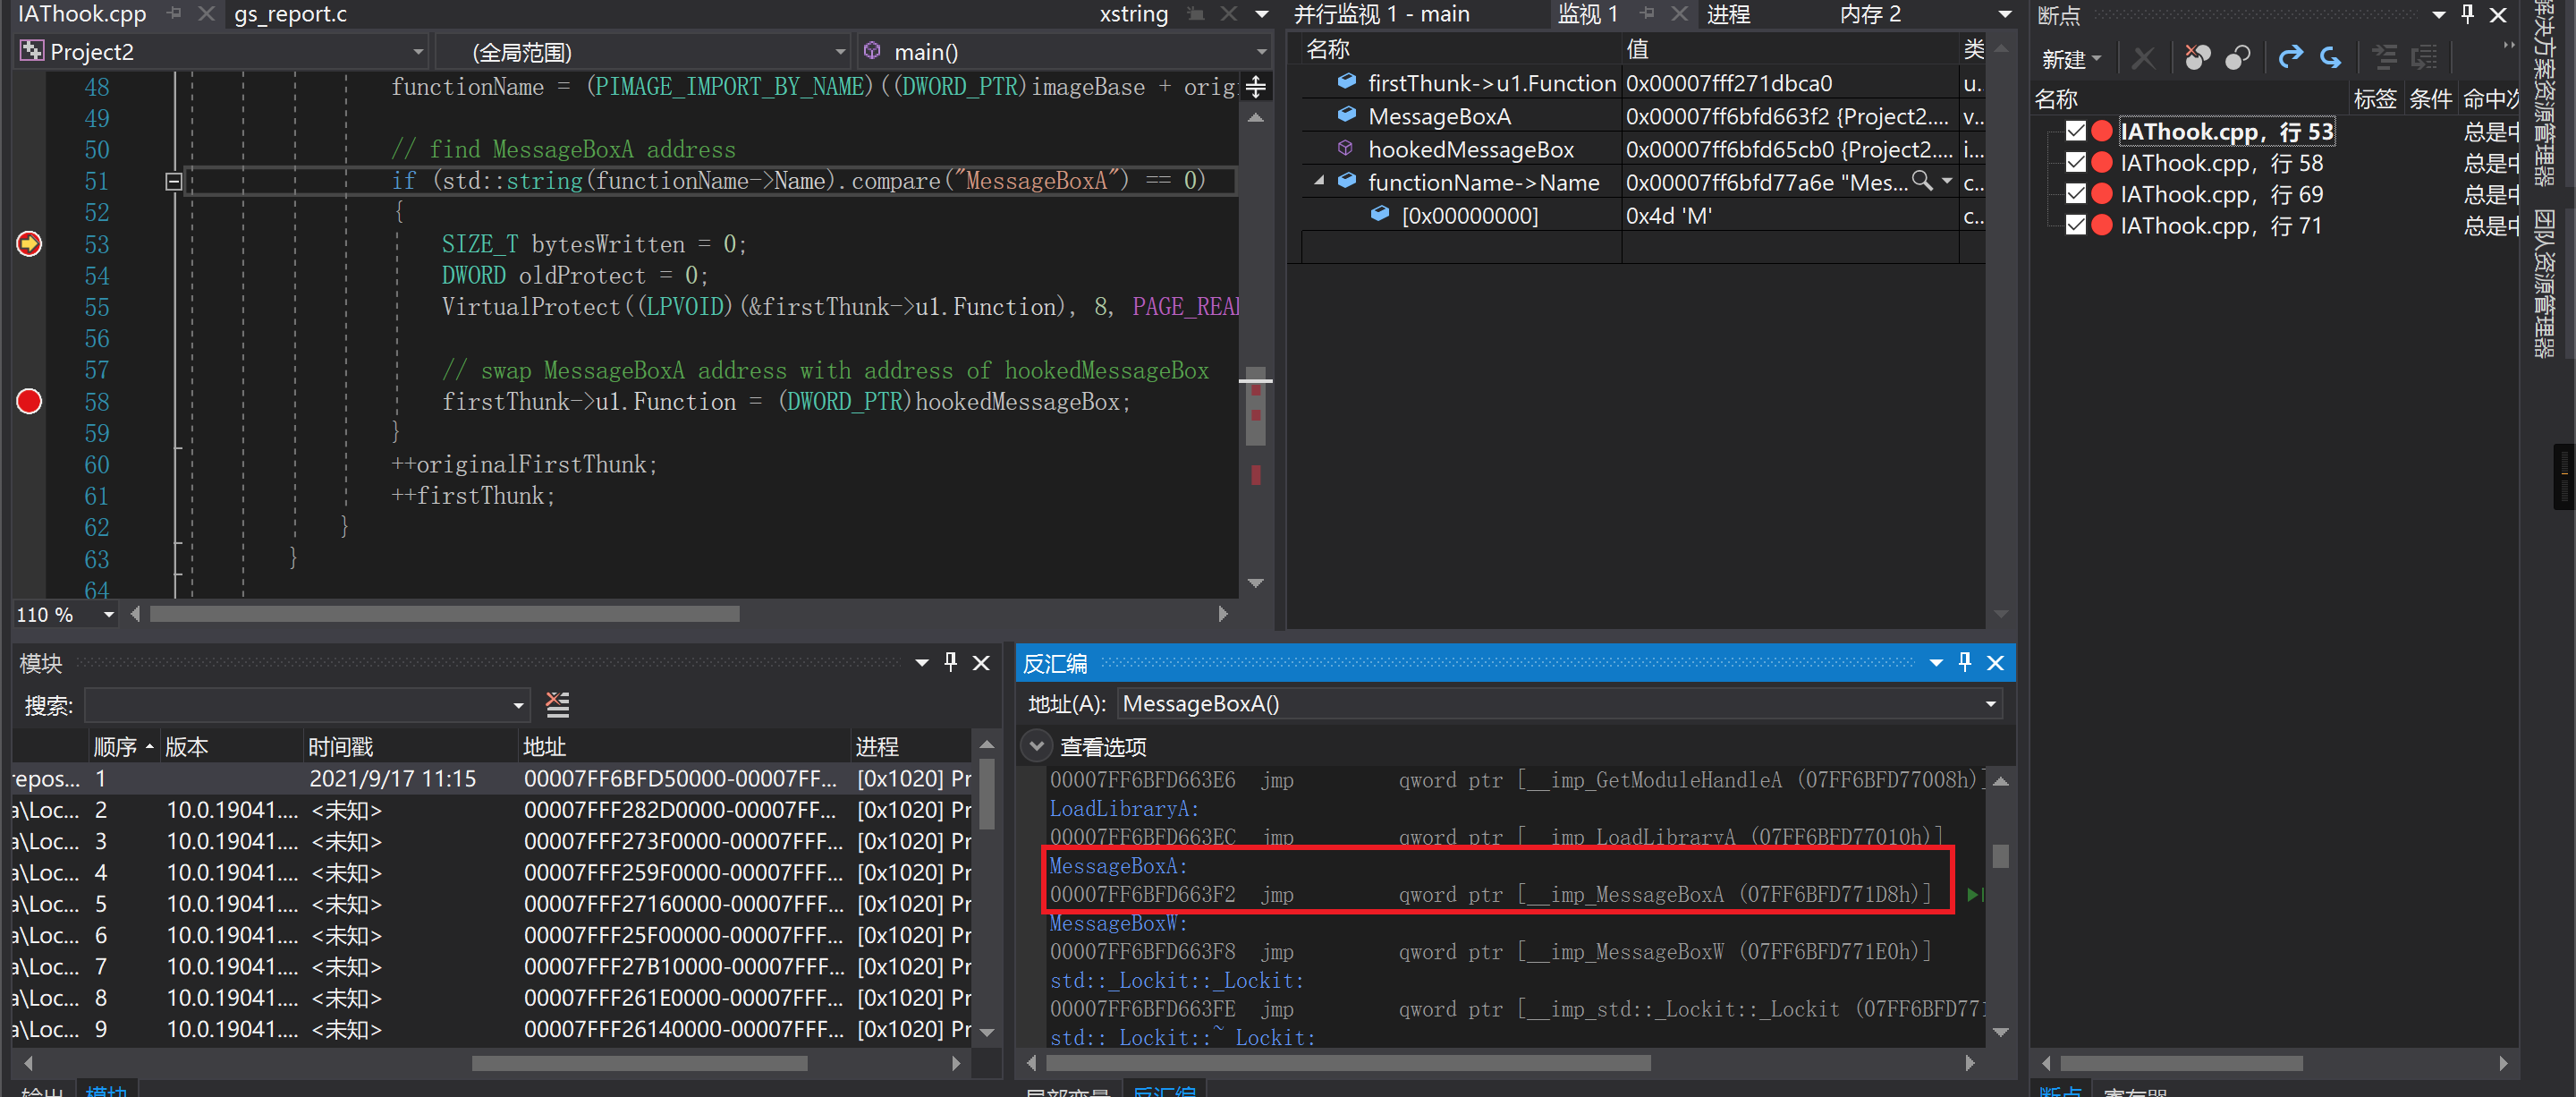 IAThook.cpp gs_report.c xstring
Project2 (全局范围) main()
48 functionName = (PIMAGE_IMPORT_BY_NAME)((DWORD_PTR)imageBase +
49
50 // find MessageBoxA address
51 if (std::string(functionName->Name).compare("MessageBoxA") == 0)
52 {
53 SIZE_T bytesWritten = 0;
54 DWORD oldProtect = 0;
55 VirtualProtect((LPVOID)(&firstThunk->u1.Function), 8,
56
57 // swap MessageBoxA address with address of hookedMessageBox
58 firstThunk->u1.Function = (DWORD_PTR)hookedMessageBox;
59 }
60 ++originalFirstThunk;
61 ++firstThunk;
62 }
63 }
64
110 %
并行监视 1 - main 监视 1 进程 内存 2
名称 值 类
firstThunk->u1.Function 0x00007fff271dbca0 u..
MessageBoxA 0x00007ff6bfd663f2 {Project2.... v..
hookedMessageBox 0x00007ff6bfd65cb0 {Project2.... i...
functionName->Name 0x00007ff6bfd77a6e "Mes... c..
[0x00000000] 0x4d 'M' c..
断点
新建
名称 标签 条件 命中次
IAThook.cpp，行 53 总是中
IAThook.cpp，行 58 总是中
IAThook.cpp，行 69 总是中
IAThook.cpp，行 71 总是中
解决方案资源管理器
团队资源管理器
模块
搜索:
顺序 版本 时间戳 地址 进程
repos... 1 2021/9/17 11:15 00007FF6BFD50000-00007FF... [0x1020] Pr
a\Loc... 2 10.0.19041.... <未知> 00007FFF282D0000-00007FF... [0x1020] Pr
a\Loc... 3 10.0.19041.... <未知> 00007FFF273F0000-00007FFF... [0x1020] Pr
a\Loc... 4 10.0.19041.... <未知> 00007FFF259F0000-00007FFF... [0x1020] Pr
a\Loc... 5 10.0.19041.... <未知> 00007FFF27160000-00007FFF... [0x1020] Pr
a\Loc... 6 10.0.19041.... <未知> 00007FFF25F00000-00007FFF... [0x1020] Pr
a\Loc... 7 10.0.19041.... <未知> 00007FFF27B10000-00007FFF... [0x1020] Pr
a\Loc... 8 10.0.19041.... <未知> 00007FFF261E0000-00007FFF... [0x1020] Pr
a\Loc... 9 10.0.19041.... <未知> 00007FFF26140000-00007FFF... [0x1020] Pr
输出 模块
反汇编
地址(A): MessageBoxA()
查看选项
00007FF6BFD663E6 jmp qword ptr [__imp_GetModuleHandleA (07FF6BFD77008h)]
LoadLibraryA:
00007FF6BFD663EC jmp qword ptr [__imp_LoadLibraryA (07FF6BFD77010h)]
MessageBoxA:
00007FF6BFD663F2 jmp qword ptr [__imp_MessageBoxA (07FF6BFD771D8h)]
MessageBoxW:
00007FF6BFD663F8 jmp qword ptr [__imp_MessageBoxW (07FF6BFD771E0h)]
std::_Lockit::_Lockit:
00007FF6BFD663FE jmp qword ptr [__imp_std::_Lockit::_Lockit
std::_Lockit::~_Lockit:
局部变量 反汇编
断点 寄存器